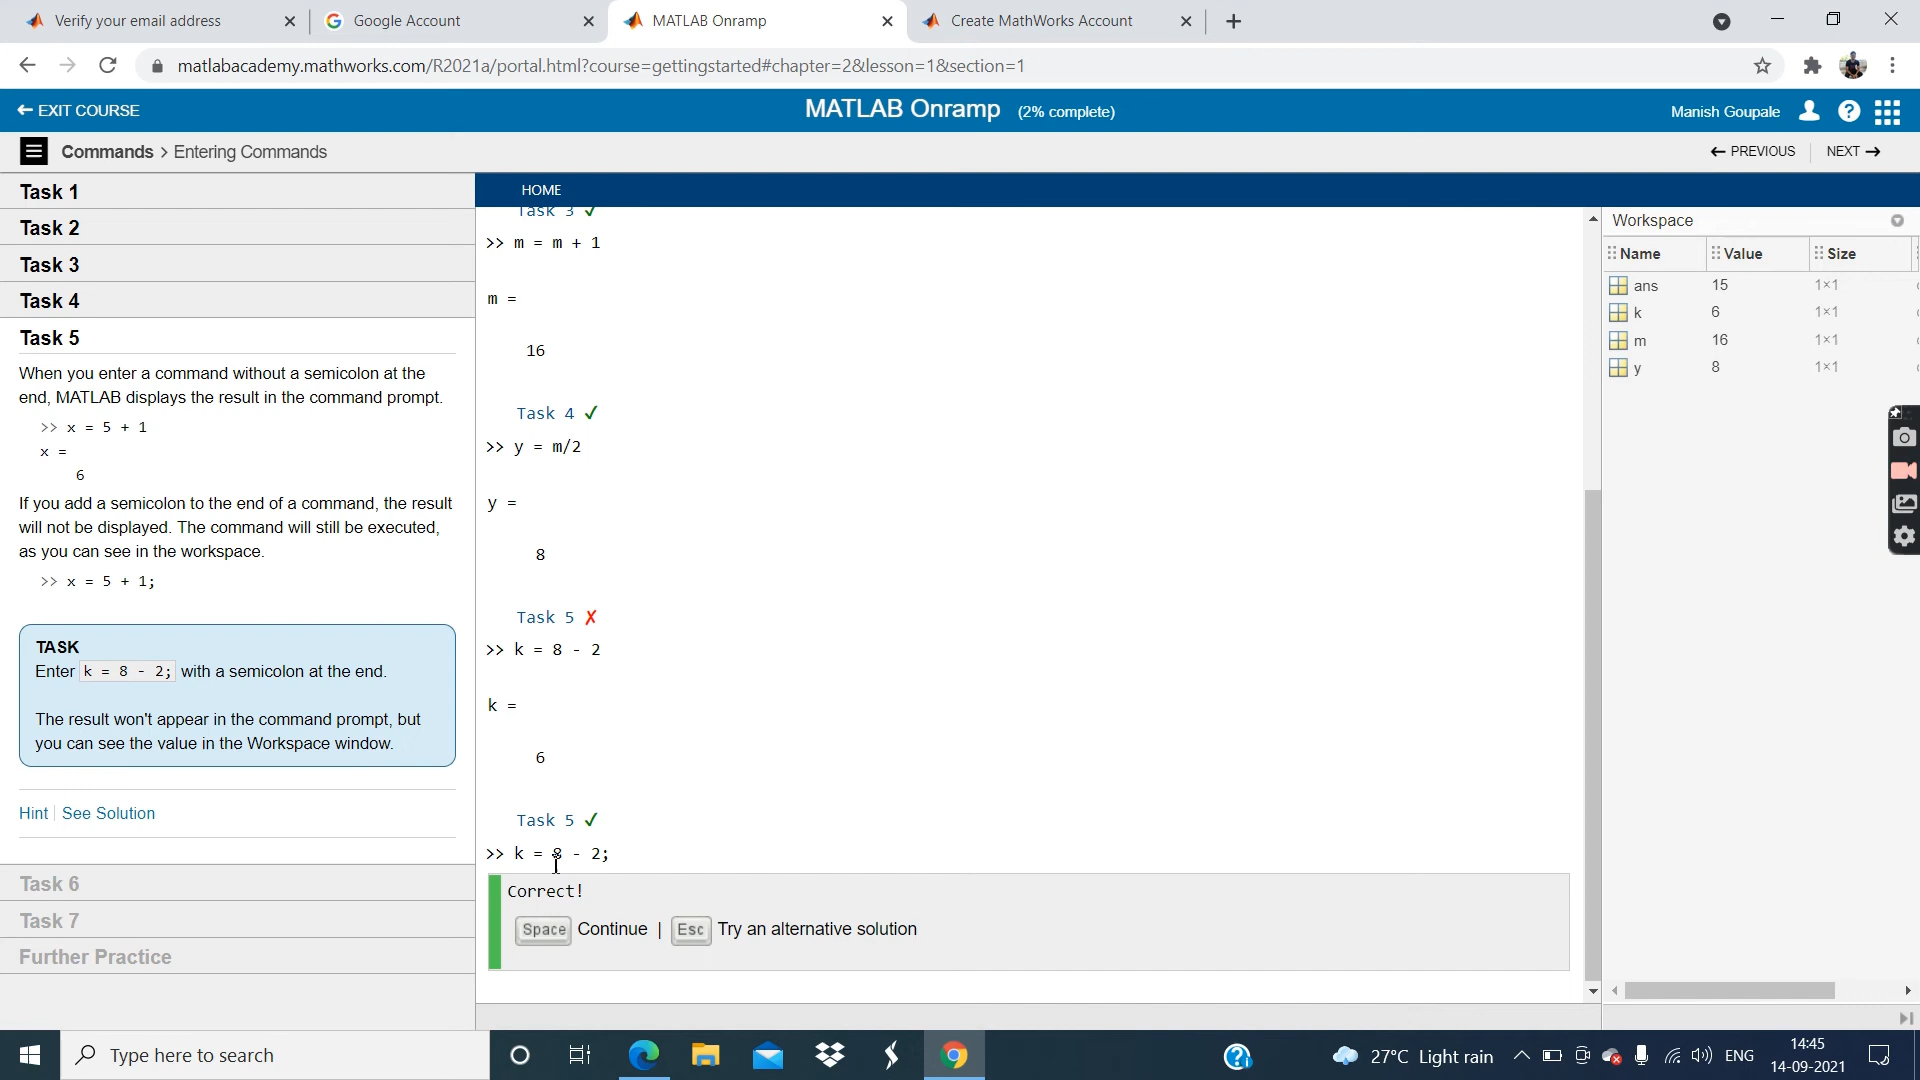 Verify your email address
Google Account
MATLAB Onramp
Create MathWorks Account
matlabacademy.mathworks.com/R2021a/portal.html?course=gettingstarted#chapter=2&lesson=1&section=1
← EXIT COURSE
MATLAB Onramp (2% complete)
Manish Goupale
Commands > Entering Commands
← PREVIOUS
NEXT →
Task 1
Task 2
Task 3
Task 4
Task 5
When you enter a command without a semicolon at the
end, MATLAB displays the result in the command prompt.
>> x = 5 + 1
x =
6
If you add a semicolon to the end of a command, the result
will not be displayed. The command will still be executed,
as you can see in the workspace.
>> x = 5 + 1;
TASK
Enter k = 8 - 2; with a semicolon at the end.
The result won't appear in the command prompt, but
you can see the value in the Workspace window.
Hint | See Solution
Task 6
Task 7
Further Practice
HOME
Task 3 ✓
>> m = m + 1
m =
16
Task 4 ✓
>> y = m/2
y =
8
Task 5 ✗
>> k = 8 - 2
k =
6
Task 5 ✓
>> k = 8 - 2;
Correct!
Space Continue | Esc Try an alternative solution
Workspace
Name Value Size
ans 15 1×1
k 6 1×1
m 16 1×1
y 8 1×1
Type here to search
27°C Light rain
ENG
14:45
14-09-2021